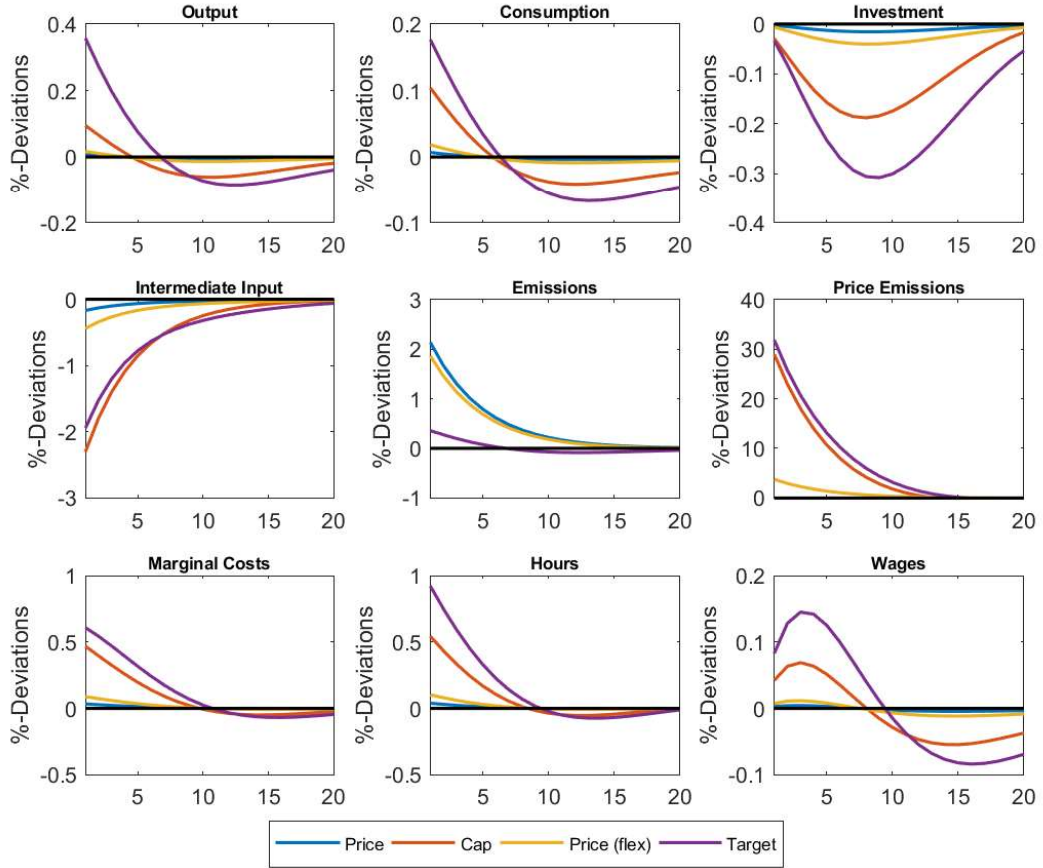 Output
Consumption
Investment
%-Deviations
0.4
0.2
0
-0.2
5 10 15 20
%-Deviations
0.2
0.1
0
-0.1
5 10 15 20
%-Deviations
0
-0.1
-0.2
-0.3
-0.4
5 10 15 20
Intermediate Input
Emissions
Price Emissions
%-Deviations
0
-1
-2
-3
5 10 15 20
%-Deviations
3
2
1
0
-1
5 10 15 20
%-Deviations
40
30
20
10
0
5 10 15 20
Marginal Costs
Hours
Wages
%-Deviations
1
0.5
0
-0.5
5 10 15 20
%-Deviations
1
0.5
0
-0.5
5 10 15 20
%-Deviations
0.2
0.1
0
-0.1
5 10 15 20
Price Cap Price (flex) Target